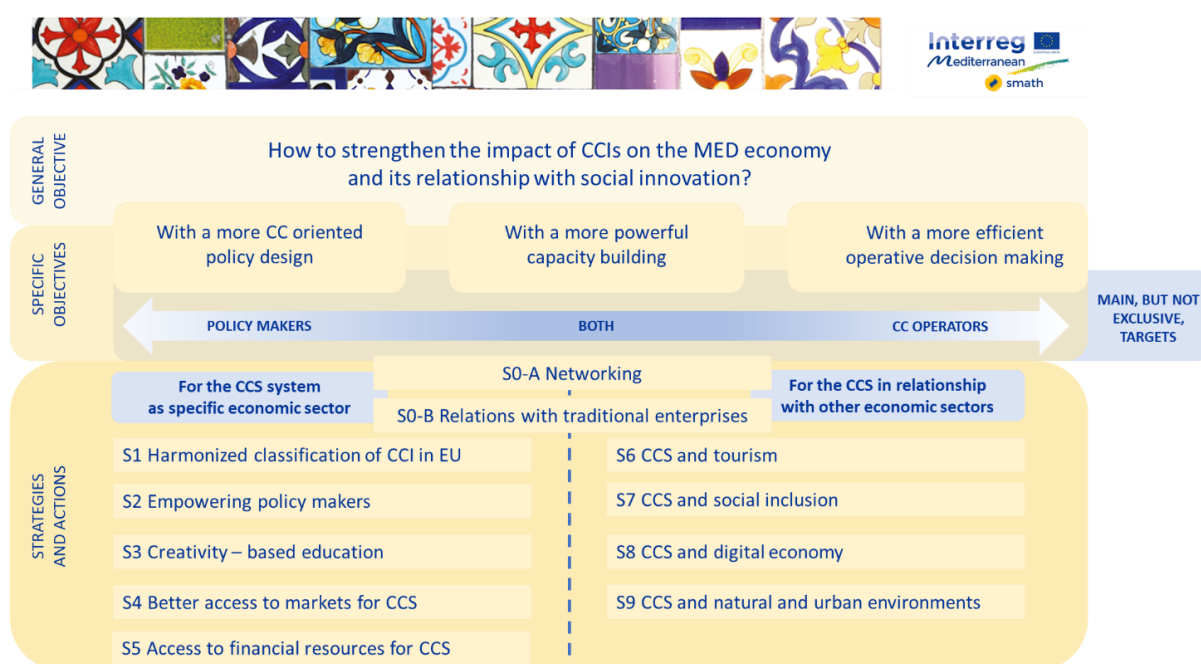 Interreg
EUROPEAN UNION
Mediterranean
smath
GENERAL
OBJECTIVE
How to strengthen the impact of CCIs on the MED economy
and its relationship with social innovation?
SPECIFIC
OBJECTIVES
With a more CC oriented
policy design
With a more powerful
capacity building
With a more efficient
operative decision making
POLICY MAKERS
BOTH
CC OPERATORS
MAIN, BUT NOT
EXCLUSIVE,
TARGETS
STRATEGIES
AND ACTIONS
For the CCS system
as specific economic sector
S0-A Networking
S0-B Relations with traditional enterprises
For the CCS in relationship
with other economic sectors
S1 Harmonized classification of CCI in EU
S2 Empowering policy makers
S3 Creativity – based education
S4 Better access to markets for CCS
S5 Access to financial resources for CCS
S6 CCS and tourism
S7 CCS and social inclusion
S8 CCS and digital economy
S9 CCS and natural and urban environments